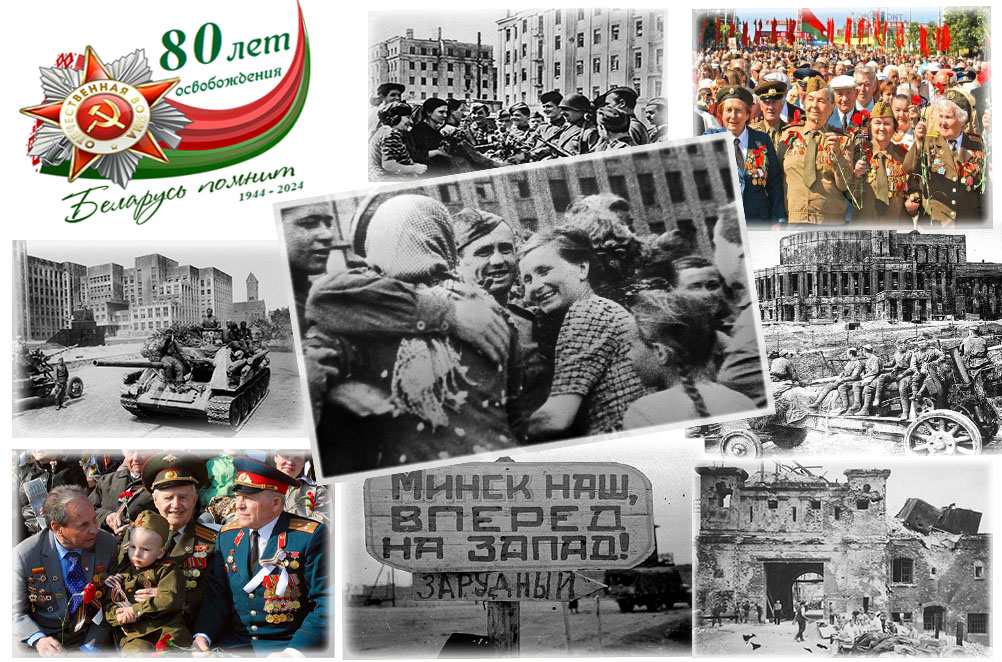 80 лет
освобождения
ОТЕЧЕСТВЕННАЯ ВОЙНА
Беларусь помнит
1944 - 2024
МИНСК НАШ,
ВПЕРЕД
НА ЗАПАД!
ЗАРУДНЫЙ